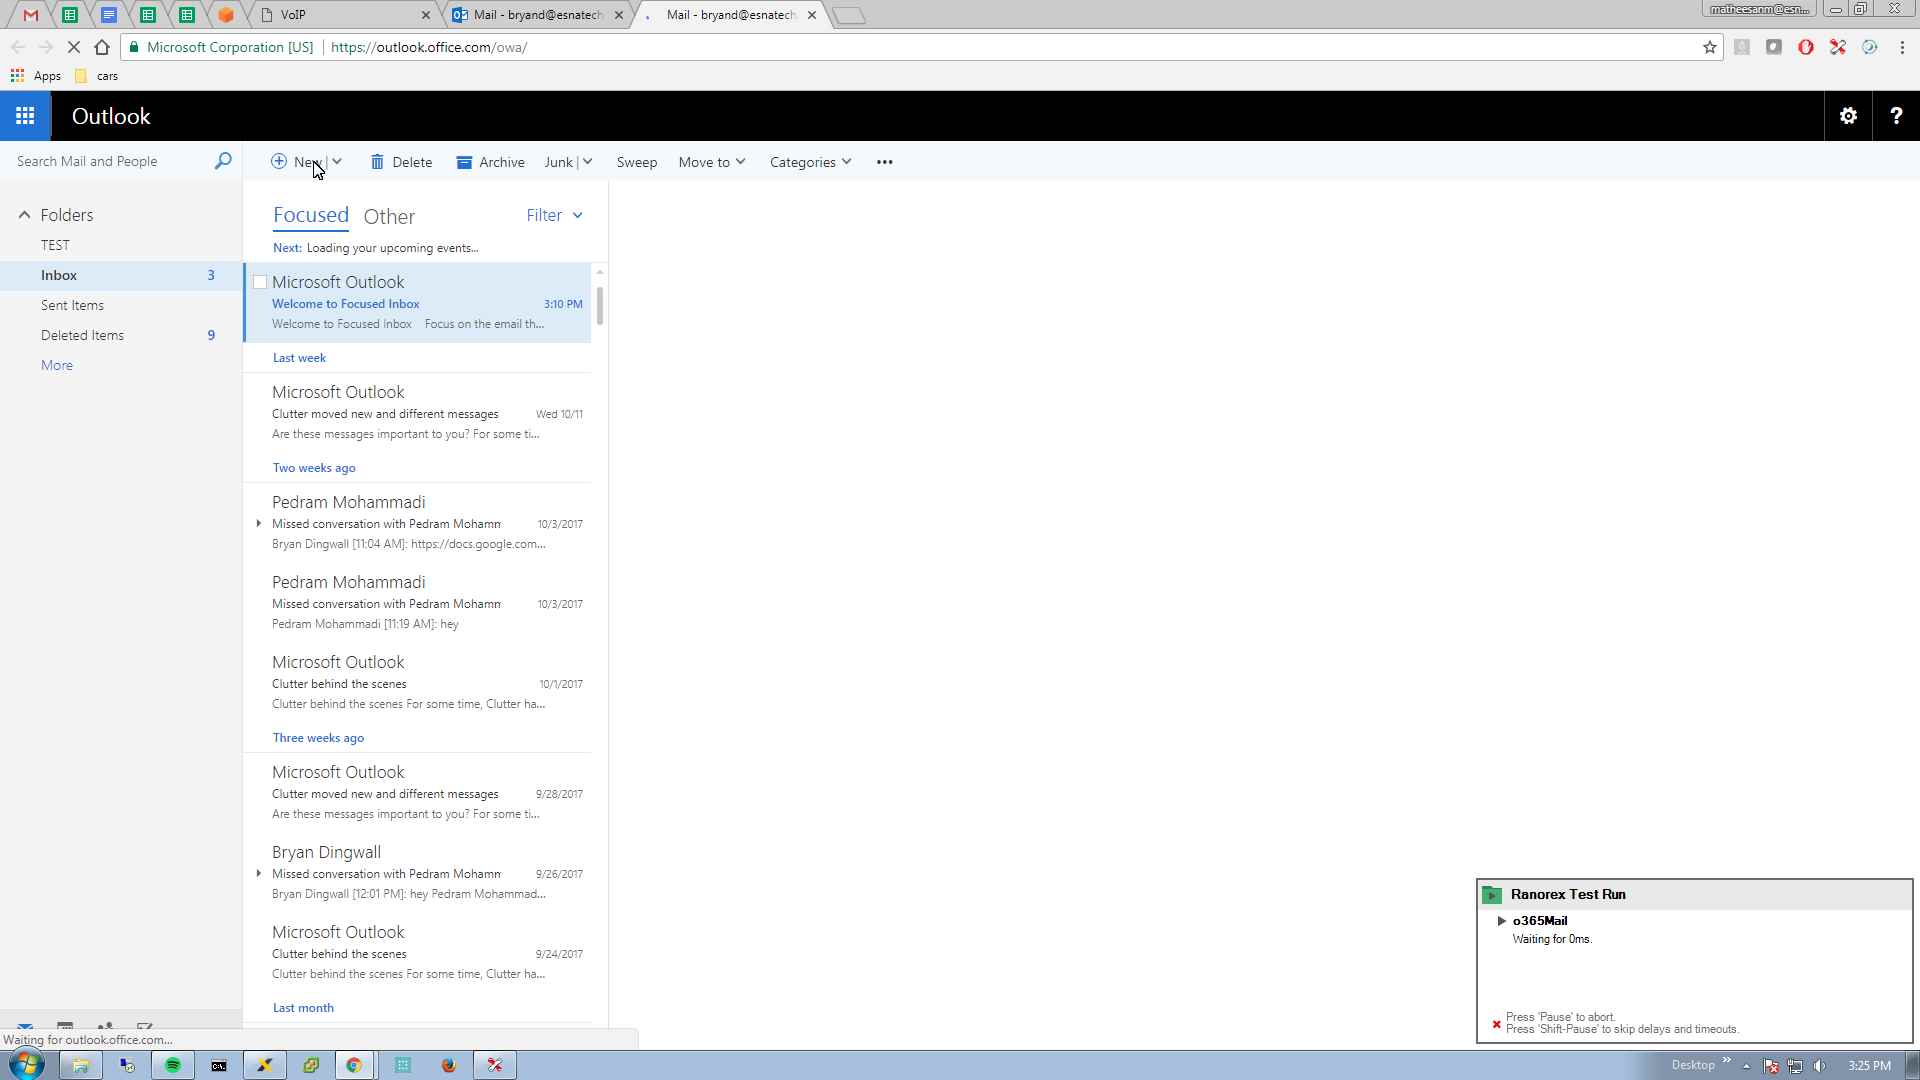 VoIP
Mail - bryand@esnatech
Mail - bryand@esnatech
matheesanm@esn...
Microsoft Corporation [US]
https://outlook.office.com/owa/
Apps
cars
Outlook
?
Search Mail and People
New
Delete
Archive
Junk
Sweep
Move to
Categories
Folders
TEST
Inbox 3
Sent Items
Deleted Items 9
More
Focused Other
Filter
Next: Loading your upcoming events...
Microsoft Outlook
Welcome to Focused Inbox 3:10 PM
Welcome to Focused Inbox Focus on the email th...
Last week
Microsoft Outlook
Clutter moved new and different messages Wed 10/11
Are these messages important to you? For some ti...
Two weeks ago
Pedram Mohammadi
Missed conversation with Pedram Mohamm 10/3/2017
Bryan Dingwall [11:04 AM]: https://docs.google.com...
Pedram Mohammadi
Missed conversation with Pedram Mohamm 10/3/2017
Pedram Mohammadi [11:19 AM]: hey
Microsoft Outlook
Clutter behind the scenes 10/1/2017
Clutter behind the scenes For some time, Clutter ha...
Three weeks ago
Microsoft Outlook
Clutter moved new and different messages 9/28/2017
Are these messages important to you? For some ti...
Bryan Dingwall
Missed conversation with Pedram Mohamm 9/26/2017
Bryan Dingwall [12:01 PM]: hey Pedram Mohammad...
Microsoft Outlook
Clutter behind the scenes 9/24/2017
Clutter behind the scenes For some time, Clutter ha...
Last month
Ranorex Test Run
o365Mail
Waiting for 0ms.
Press 'Pause' to abort.
Press 'Shift-Pause' to skip delays and timeouts.
Waiting for outlook.office.com...
Desktop
3:25 PM